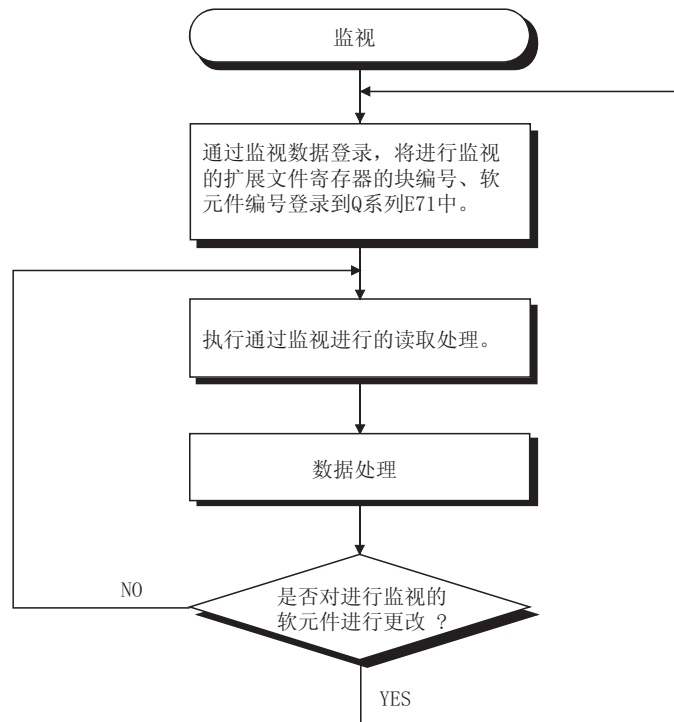 监视
通过监视数据登录，将进行监视
的扩展文件寄存器的块编号、软
元件编号登录到Q系列E71中。
执行通过监视进行的读取处理。
数据处理
是否对进行监视的
软元件进行更改 ?
NO
YES